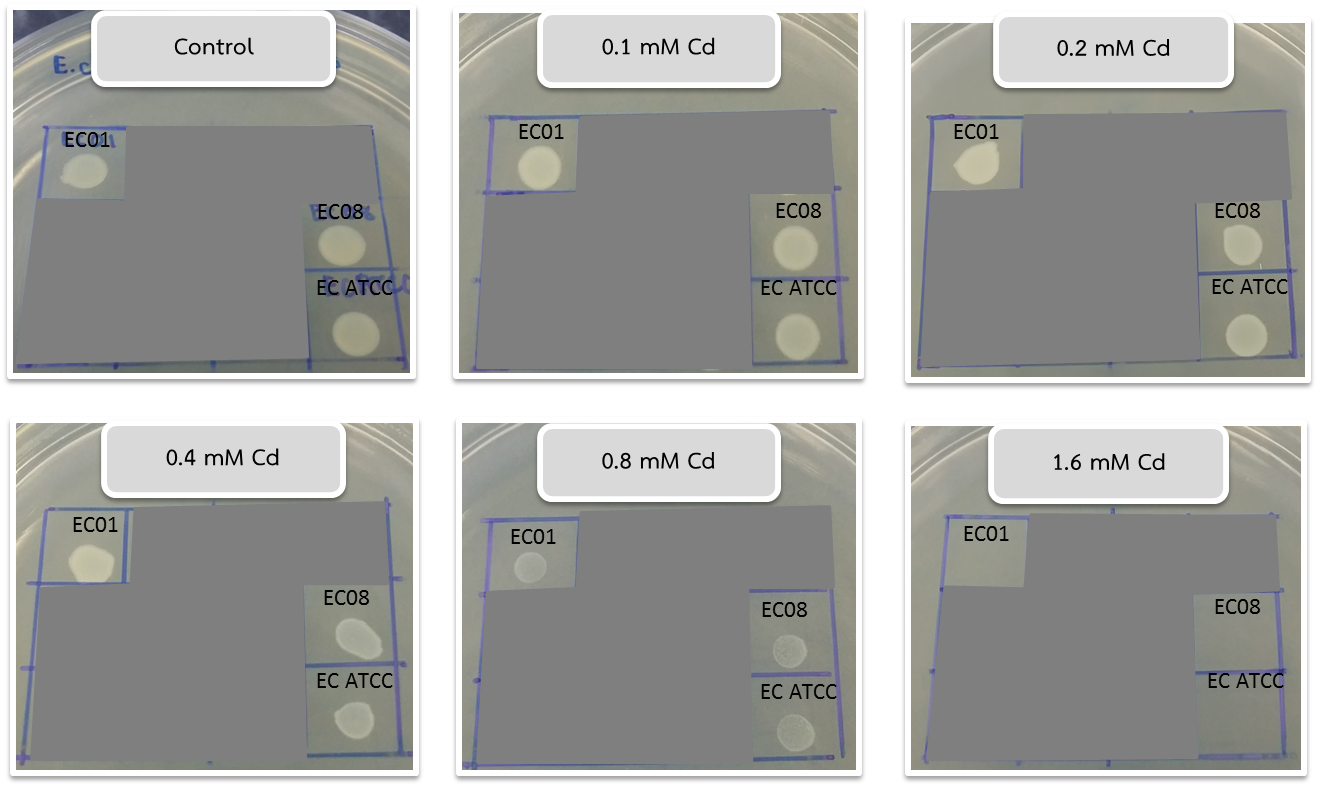 Control
E.c
EC01
EC08
EC ATCC
0.1 mM Cd
EC01
EC08
EC ATCC
0.2 mM Cd
EC01
EC08
EC ATCC
0.4 mM Cd
EC01
EC08
EC ATCC
0.8 mM Cd
EC01
EC08
EC ATCC
1.6 mM Cd
EC01
EC08
EC ATCC